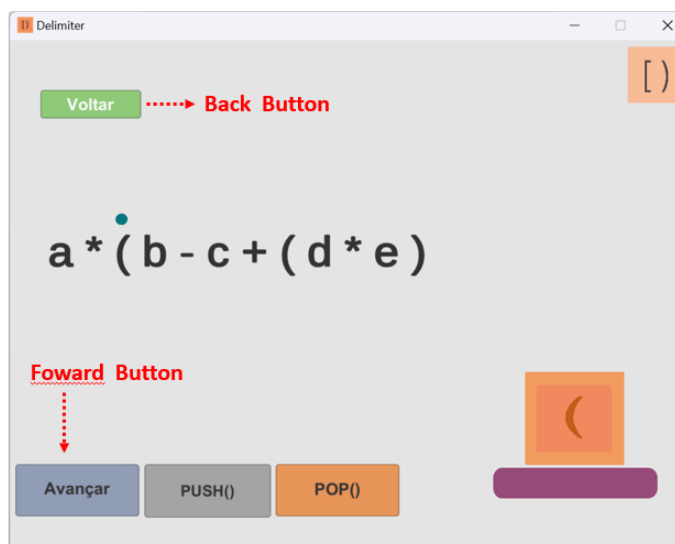 D Delimiter
[)
Voltar
Back Button
a*(b-c+(d*e)
Foward Button
(
Avançar
PUSH()
POP()